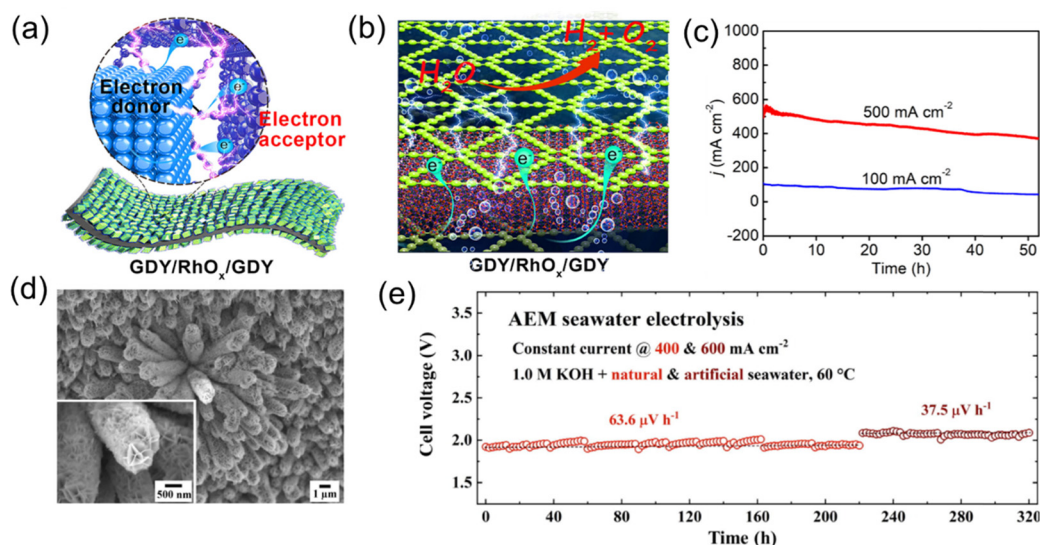 (a)
e⁻
Electron
donor
e⁻
Electron
acceptor
e⁻
GDY/RhOₓ/GDY
(b)
H₂O
H₂+ O₂
e⁻
e⁻
e⁻
GDY/RhOₓ/GDY
(c)
j (mA cm⁻²)
1000
800
600
400
200
0
-200
500 mA cm⁻²
100 mA cm⁻²
0
10
20
30
40
50
Time (h)
(d)
500 nm
1 μm
(e)
Cell voltage (V)
3.5
3.0
2.5
2.0
1.5
AEM seawater electrolysis
Constant current @ 400 & 600 mA cm⁻²
1.0 M KOH + natural & artificial seawater, 60 °C
63.6 μV h⁻¹
37.5 μV h⁻¹
0
40
80
120
160
200
240
280
320
Time (h)